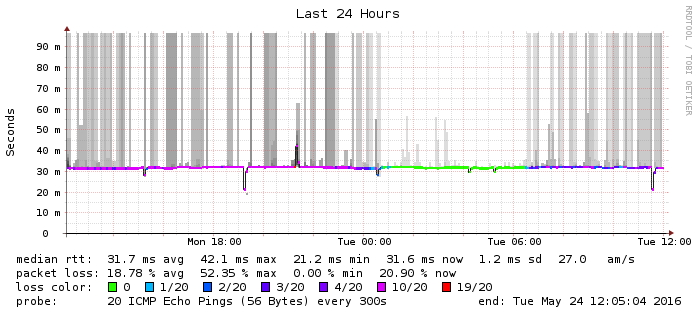 Last 24 Hours
RRDTOOL / TOBI OETIKER
Seconds
90 m
80 m
70 m
60 m
50 m
40 m
30 m
20 m
10 m
0
Mon 18:00 Tue 00:00 Tue 06:00 Tue 12:00
median rtt: 31.7 ms avg 42.1 ms max 21.2 ms min 31.6 ms now 1.2 ms sd 27.0 am/s
packet loss: 18.78 % avg 52.35 % max 0.00 % min 20.90 % now
loss color: 0 1/20 2/20 3/20 4/20 10/20 19/20
probe: 20 ICMP Echo Pings (56 Bytes) every 300s end: Tue May 24 12:05:04 2016